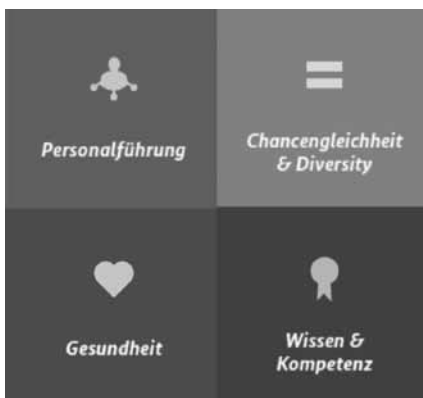 Personalführung
Chancengleichheit
& Diversity
Gesundheit
Wissen &
Kompetenz